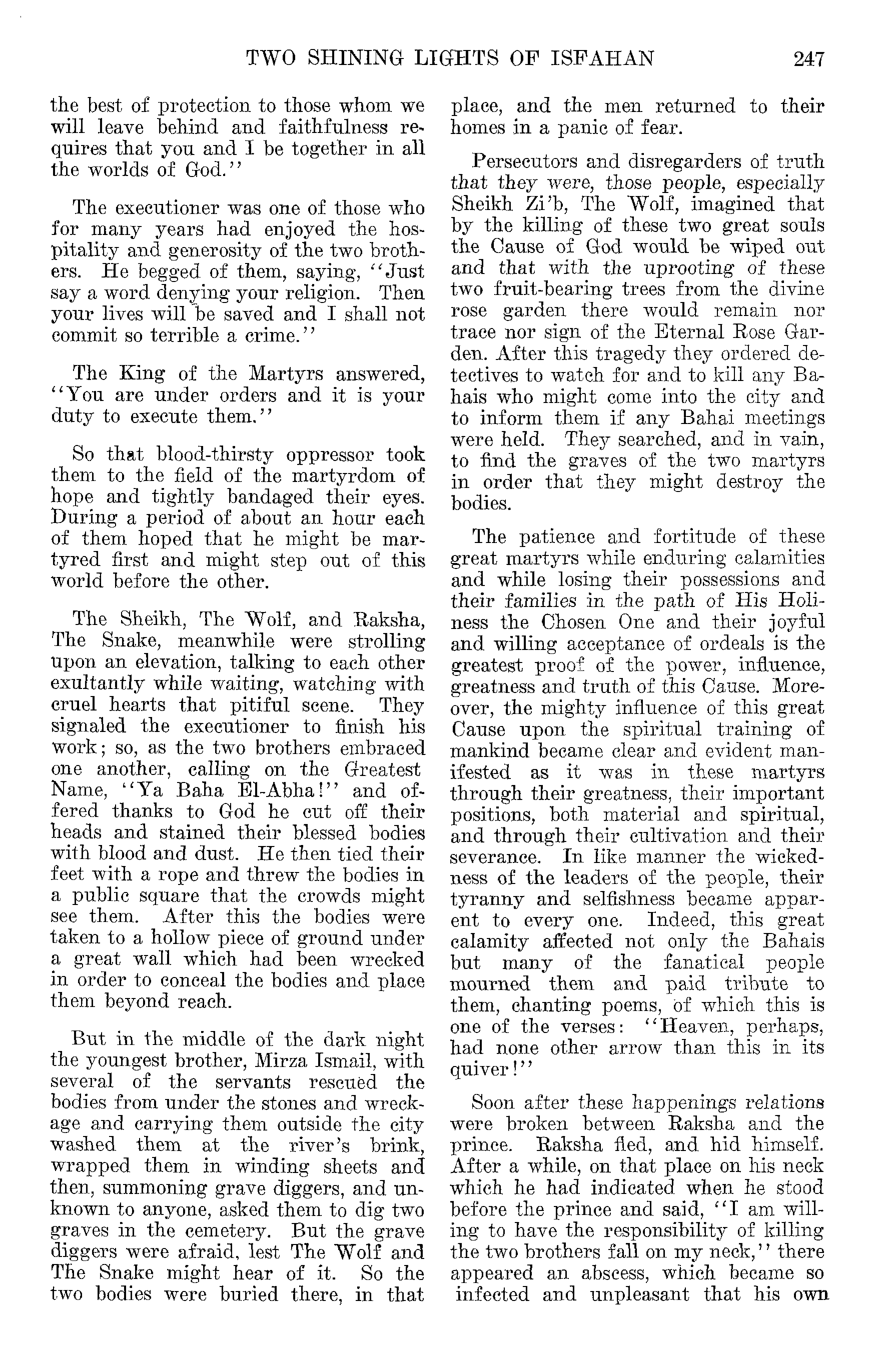 TWO SHINING LIGHTS OF ISFAHAN 247
the best of protection to those whom we
will leave behind and faithfulness re-
quires that you and I be together in all
the worlds of God."
The executioner was one of those who
for many years had enjoyed the hos-
pitality and generosity of the two broth-
ers. He begged of them, saying, "Just
say a word denying your religion. Then
your lives will be saved and I shall not
commit so terrible a crime."
The King of the Martyrs answered,
"You are under orders and it is your
duty to execute them."
So that blood-thirsty oppressor took
them to the field of the martyrdom of
hope and tightly bandaged their eyes.
During a period of about an hour each
of them hoped that he might be mar-
tyred first and might step out of this
world before the other.
The Sheikh, The Wolf, and Raksha,
The Snake, meanwhile were strolling
upon an elevation, talking to each other
exultantly while waiting, watching with
cruel hearts that pitiful scene. They
signaled the executioner to finish his
work; so, as the two brothers embraced
one another, calling on the Greatest
Name, "Ya Baha El-Abha!" and of-
fered thanks to God he cut off their
heads and stained their blessed bodies
with blood and dust. He then tied their
feet with a rope and threw the bodies in
a public square that the crowds might
see them. After this the bodies were
taken to a hollow piece of ground under
a great wall which had been wrecked
in order to conceal the bodies and place
them beyond reach.
But in the middle of the dark night
the youngest brother, Mirza Ismail, with
several of the servants rescued the
bodies from under the stones and wreck-
age and carrying them outside the city
washed them at the river's brink,
wrapped them in winding sheets and
then, summoning grave diggers, and un-
known to anyone, asked them to dig two
graves in the cemetery. But the grave
diggers were afraid, lest The Wolf and
The Snake might hear of it. So the
two bodies were buried there, in that
place, and the men returned to their
homes in a panic of fear.
Persecutors and disregarders of truth
that they were, those people, especially
Sheikh Zi'b, The Wolf, imagined that
by the killing of these two great souls
the Cause of God would be wiped out
and that with the uprooting of these
two fruit-bearing trees from the divine
rose garden there would remain nor
trace nor sign of the Eternal Rose Gar-
den. After this tragedy they ordered de-
tectives to watch for and to kill any Ba-
hais who might come into the city and
to inform them if any Bahai meetings
were held. They searched, and in vain,
to find the graves of the two martyrs
in order that they might destroy the
bodies.
The patience and fortitude of these
great martyrs while enduring calamities
and while losing their possessions and
their families in the path of His Holi-
ness the Chosen One and their joyful
and willing acceptance of ordeals is the
greatest proof of the power, influence,
greatness and truth of this Cause. More-
over, the mighty influence of this great
Cause upon the spiritual training of
mankind became clear and evident man-
ifested as it was in these martyrs
through their greatness, their important
positions, both material and spiritual,
and through their cultivation and their
severance. In like manner the wicked-
ness of the leaders of the people, their
tyranny and selfishness became appar-
ent to every one. Indeed, this great
calamity affected not only the Bahais
but many of the fanatical people
mourned them and paid tribute to
them, chanting poems, of which this is
one of the verses: "Heaven, perhaps,
had none other arrow than this in its
quiver!"
Soon after these happenings relations
were broken between Raksha and the
prince. Raksha fled, and hid himself.
After a while, on that place on his neck
which he had indicated when he stood
before the prince and said, "I am will-
ing to have the responsibility of killing
the two brothers fall on my neck," there
appeared an abscess, which became so
infected and unpleasant that his own